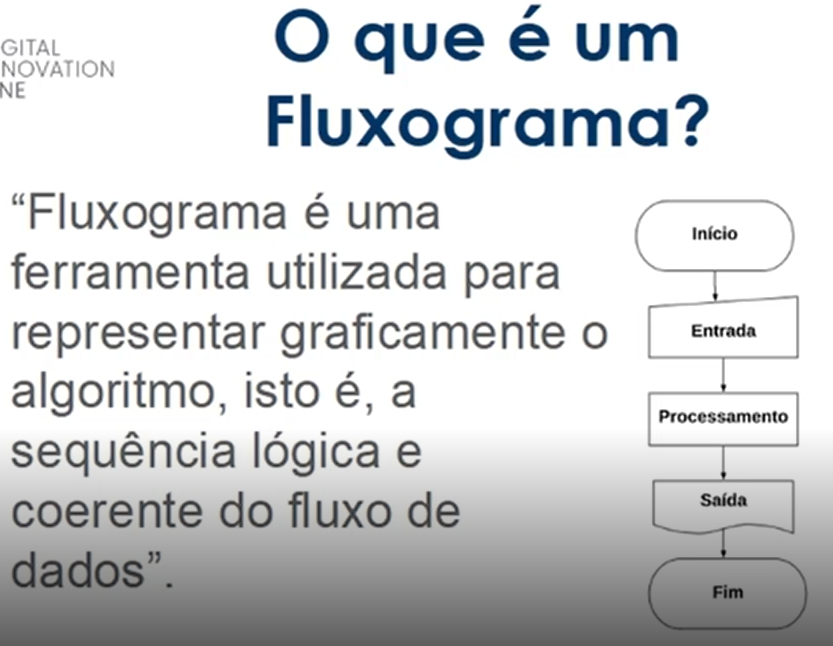 GITAL
NOVATION
NE
O que é um
Fluxograma?
“Fluxograma é uma
ferramenta utilizada para
representar graficamente o
algoritmo, isto é, a
sequência lógica e
coerente do fluxo de
dados”.
Início
Entrada
Processamento
Saída
Fim